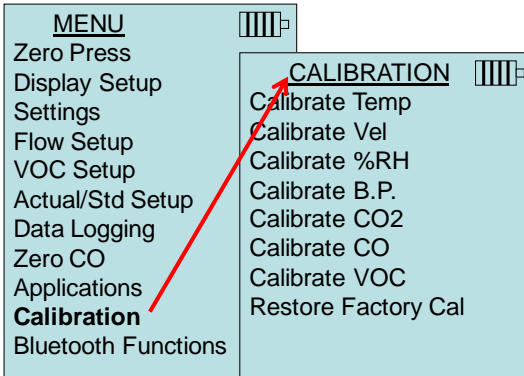 MENU
Zero Press
Display Setup
Settings
Flow Setup
VOC Setup
Actual/Std Setup
Data Logging
Zero CO
Applications
Calibration
Bluetooth Functions
CALIBRATION
Calibrate Temp
Calibrate Vel
Calibrate %RH
Calibrate B.P.
Calibrate CO2
Calibrate CO
Calibrate VOC
Restore Factory Cal